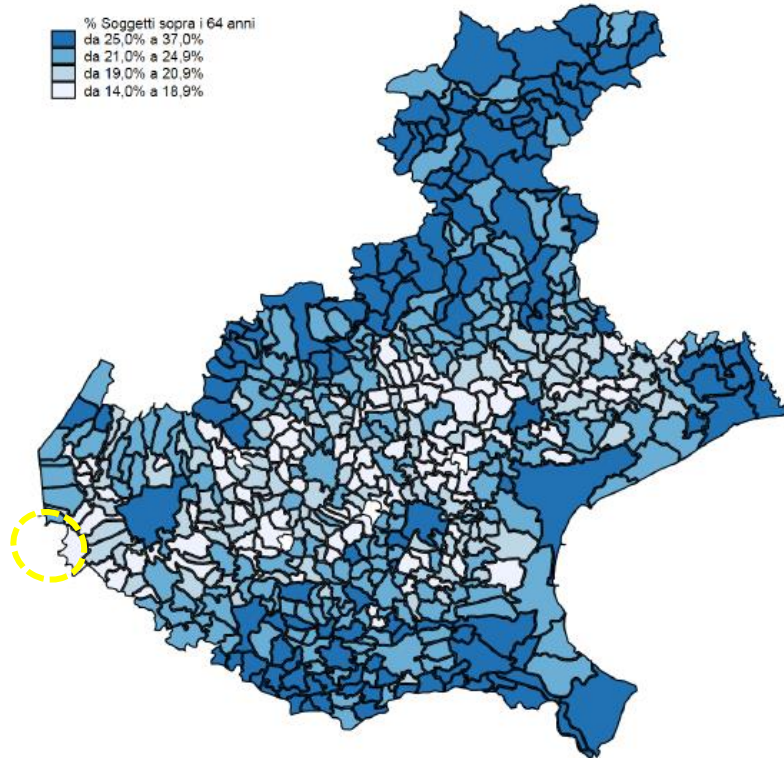 % Soggetti sopra i 64 anni
da 25,0% a 37,0%
da 21,0% a 24,9%
da 19,0% a 20,9%
da 14,0% a 18,9%